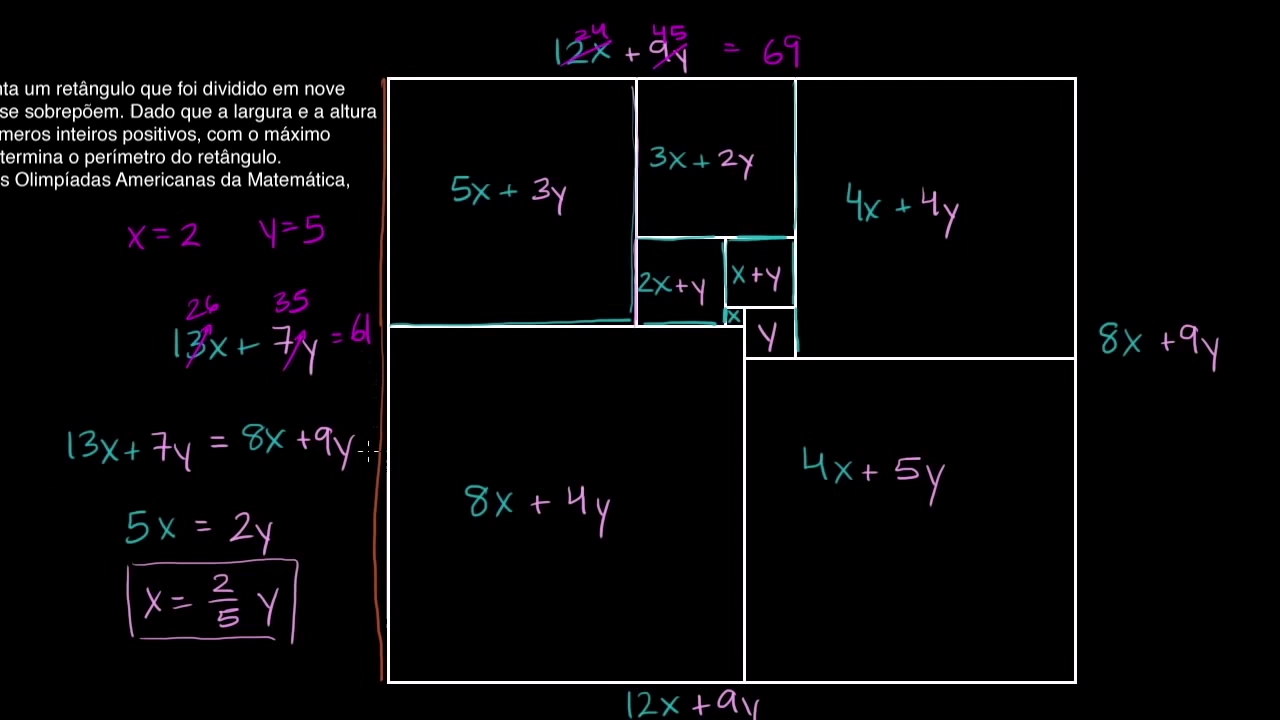 12x + 9y = 69
24 45
nta um retângulo que foi dividido em nove
se sobrepõem. Dado que a largura e a altura
meros inteiros positivos, com o máximo
termina o perímetro do retângulo.
s Olimpíadas Americanas da Matemática,
x = 2 y = 5
26 35
13x + 7y = 61
13x + 7y = 8x + 9y
5x = 2y
x = 2/5 y
5x + 3y
3x + 2y
4x + 4y
2x + y
x + y
x
y
8x + 9y
8x + 4y
4x + 5y
12x + 9y